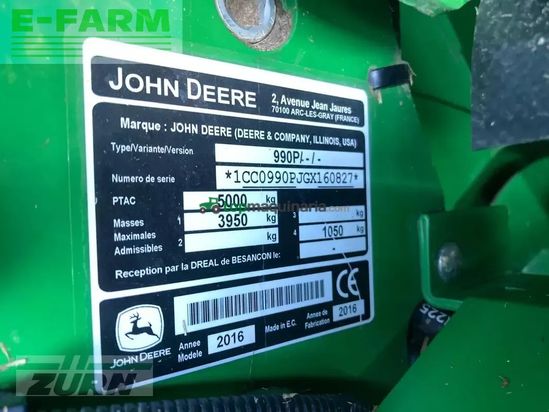 E-FARM
JOHN DEERE
2, Avenue Jean Jaures
70100 ARC-LES-GRAY (FRANCE)
Marque : JOHN DEERE (DEERE & COMPANY, ILLINOIS, USA)
Type/Variante/Version 990P/-/-
Numero de serie *1CC0990PJGX160827*
PTAC 5000 kg
Masses 1 3950 kg 3 kg
Maximales
Admissibles 2 kg 4 1050 kg
Reception par la DREAL de BESANCON le: -
JOHN DEERE
Annee Modele 2016
Made in E.C.
Annee de Fabrication 2016
CE
ZÜRN